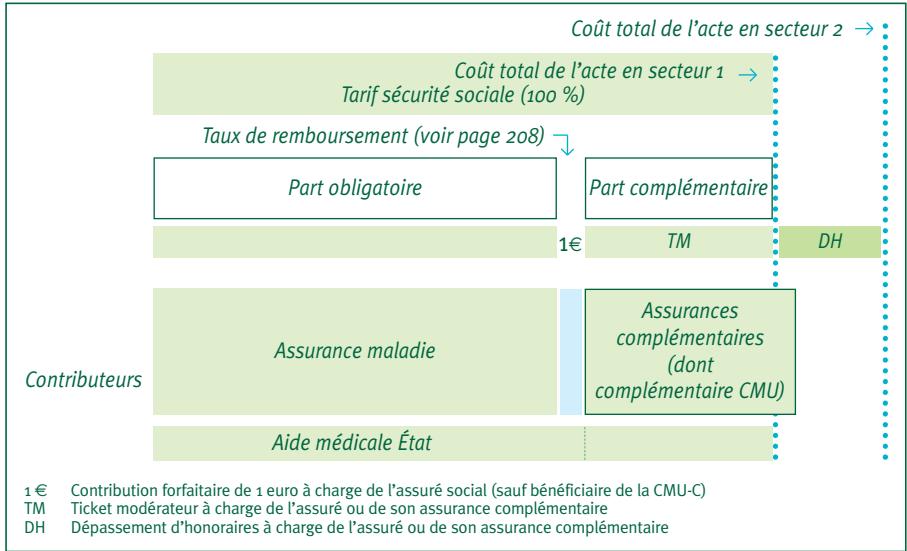 Coût total de l'acte en secteur 2 →
Coût total de l'acte en secteur 1 →
Tarif sécurité sociale (100 %)
Taux de remboursement (voir page 208)
Part obligatoire
Part complémentaire
1€
TM
DH
Contributeurs
Assurance maladie
Assurances
complémentaires
(dont
complémentaire CMU)
Aide médicale État
1 € Contribution forfaitaire de 1 euro à charge de l'assuré social (sauf bénéficiaire de la CMU-C)
TM Ticket modérateur à charge de l'assuré ou de son assurance complémentaire
DH Dépassement d'honoraires à charge de l'assuré ou de son assurance complémentaire